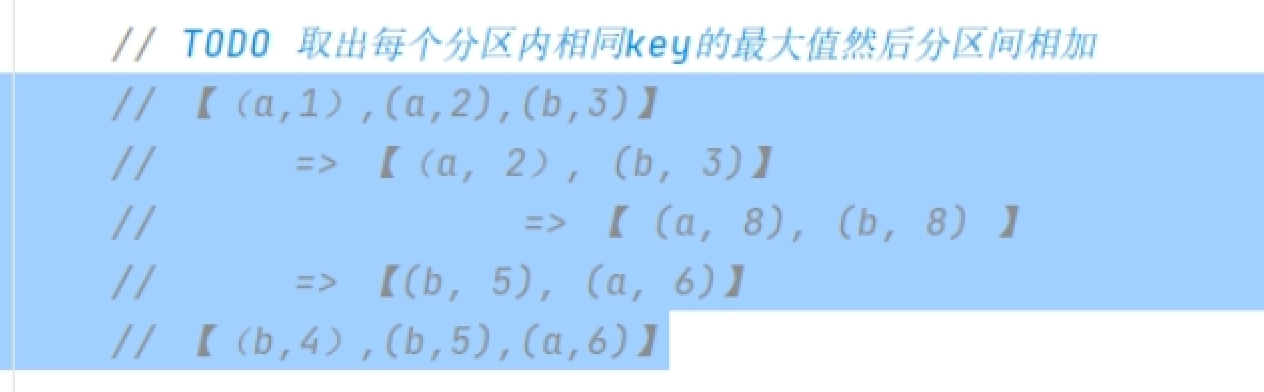 // TODO 取出每个分区内相同key的最大值然后分区间相加
// 【（a,1）,(a,2),(b,3)】
//      => 【（a, 2）, (b, 3)】
//                  => 【 (a, 8), (b, 8) 】
//      => 【(b, 5), (a, 6)】
// 【（b,4）,(b,5),(a,6)】